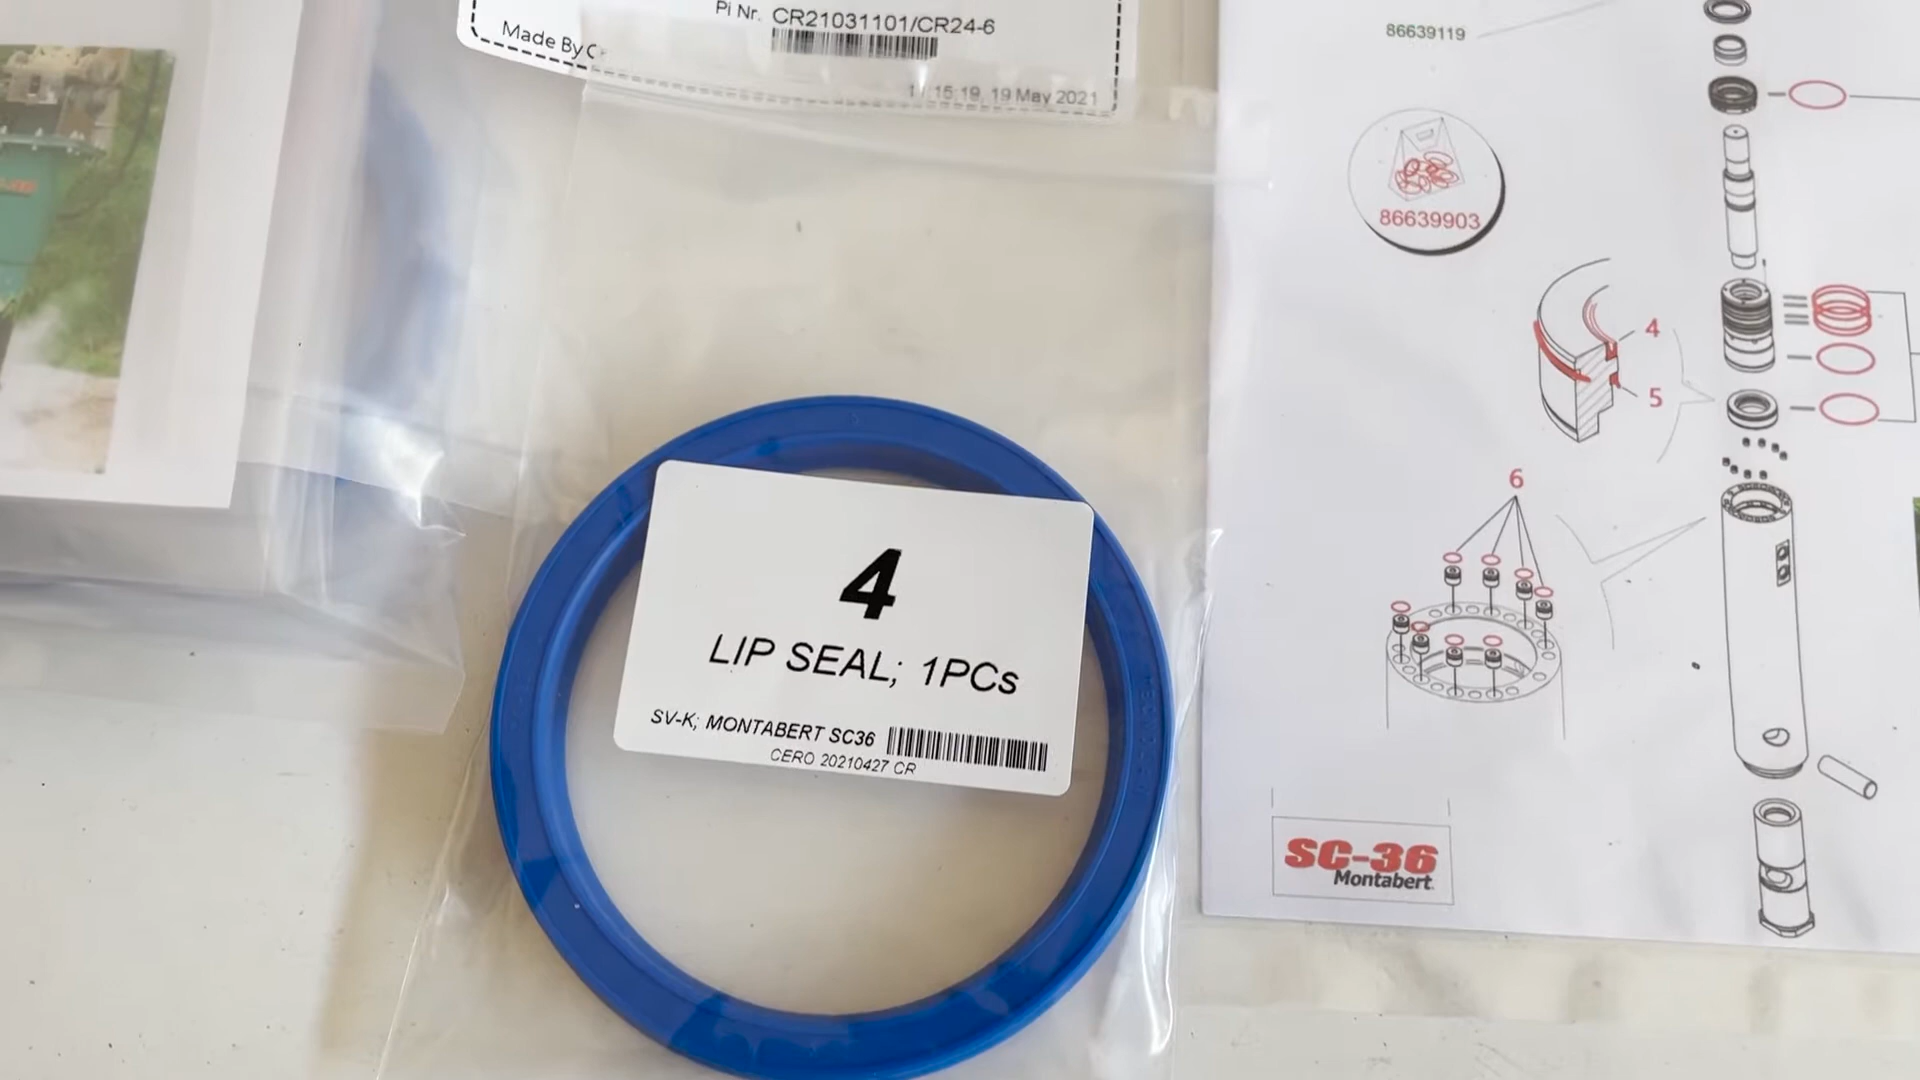 Pi Nr. CR21031101/CR24-6
Made By
15:19, 19 May 2021
4
LIP SEAL; 1PCs
SV-K; MONTABERT SC36
CERO 20210427 CR
86639119
86639903
4
5
6
SC-36
Montabert